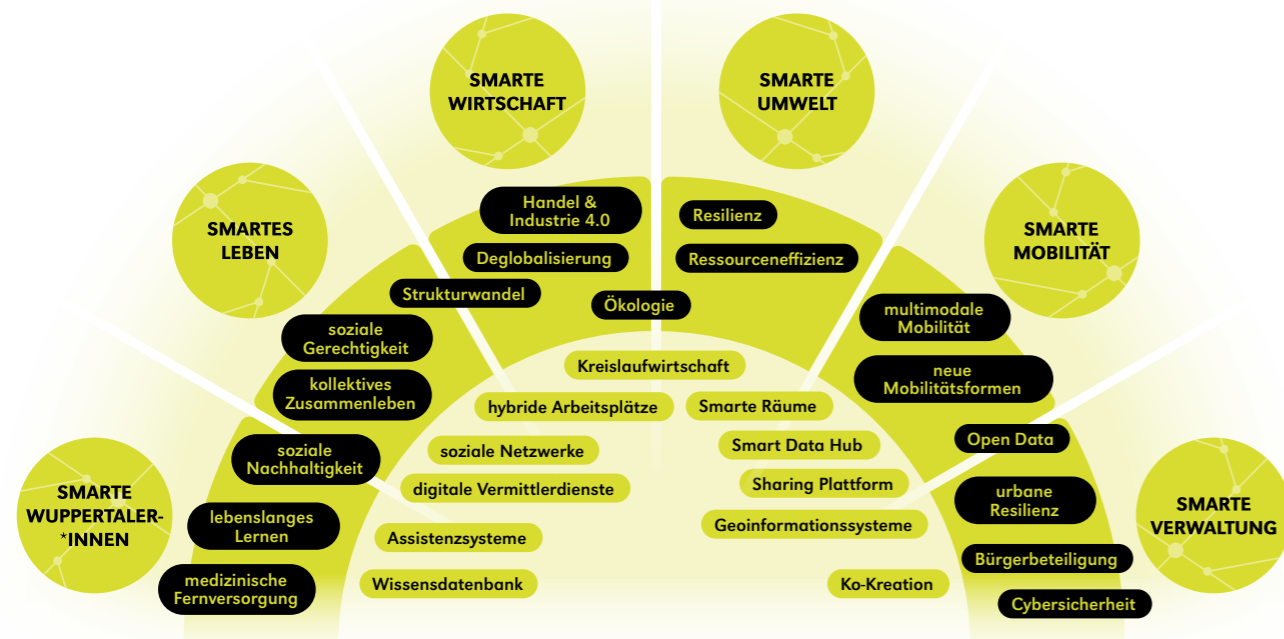 SMARTE
WIRTSCHAFT
SMARTE
UMWELT
SMARTES
LEBEN
SMARTE
MOBILITÄT
SMARTE
WUPPERTALER-
*INNEN
SMARTE
VERWALTUNG
Handel &
Industrie 4.0
Deglobalisierung
Strukturwandel
Ökologie
Resilienz
Ressourceneffizienz
soziale
Gerechtigkeit
kollektives
Zusammenleben
soziale
Nachhaltigkeit
lebenslanges
Lernen
medizinische
Fernversorgung
multimodale
Mobilität
neue
Mobilitätsformen
Open Data
urbane
Resilienz
Bürgerbeteiligung
Cybersicherheit
Kreislaufwirtschaft
hybride Arbeitsplätze
Smarte Räume
soziale Netzwerke
Smart Data Hub
digitale Vermittlerdienste
Sharing Plattform
Assistenzsysteme
Geoinformationssysteme
Wissensdatenbank
Ko-Kreation